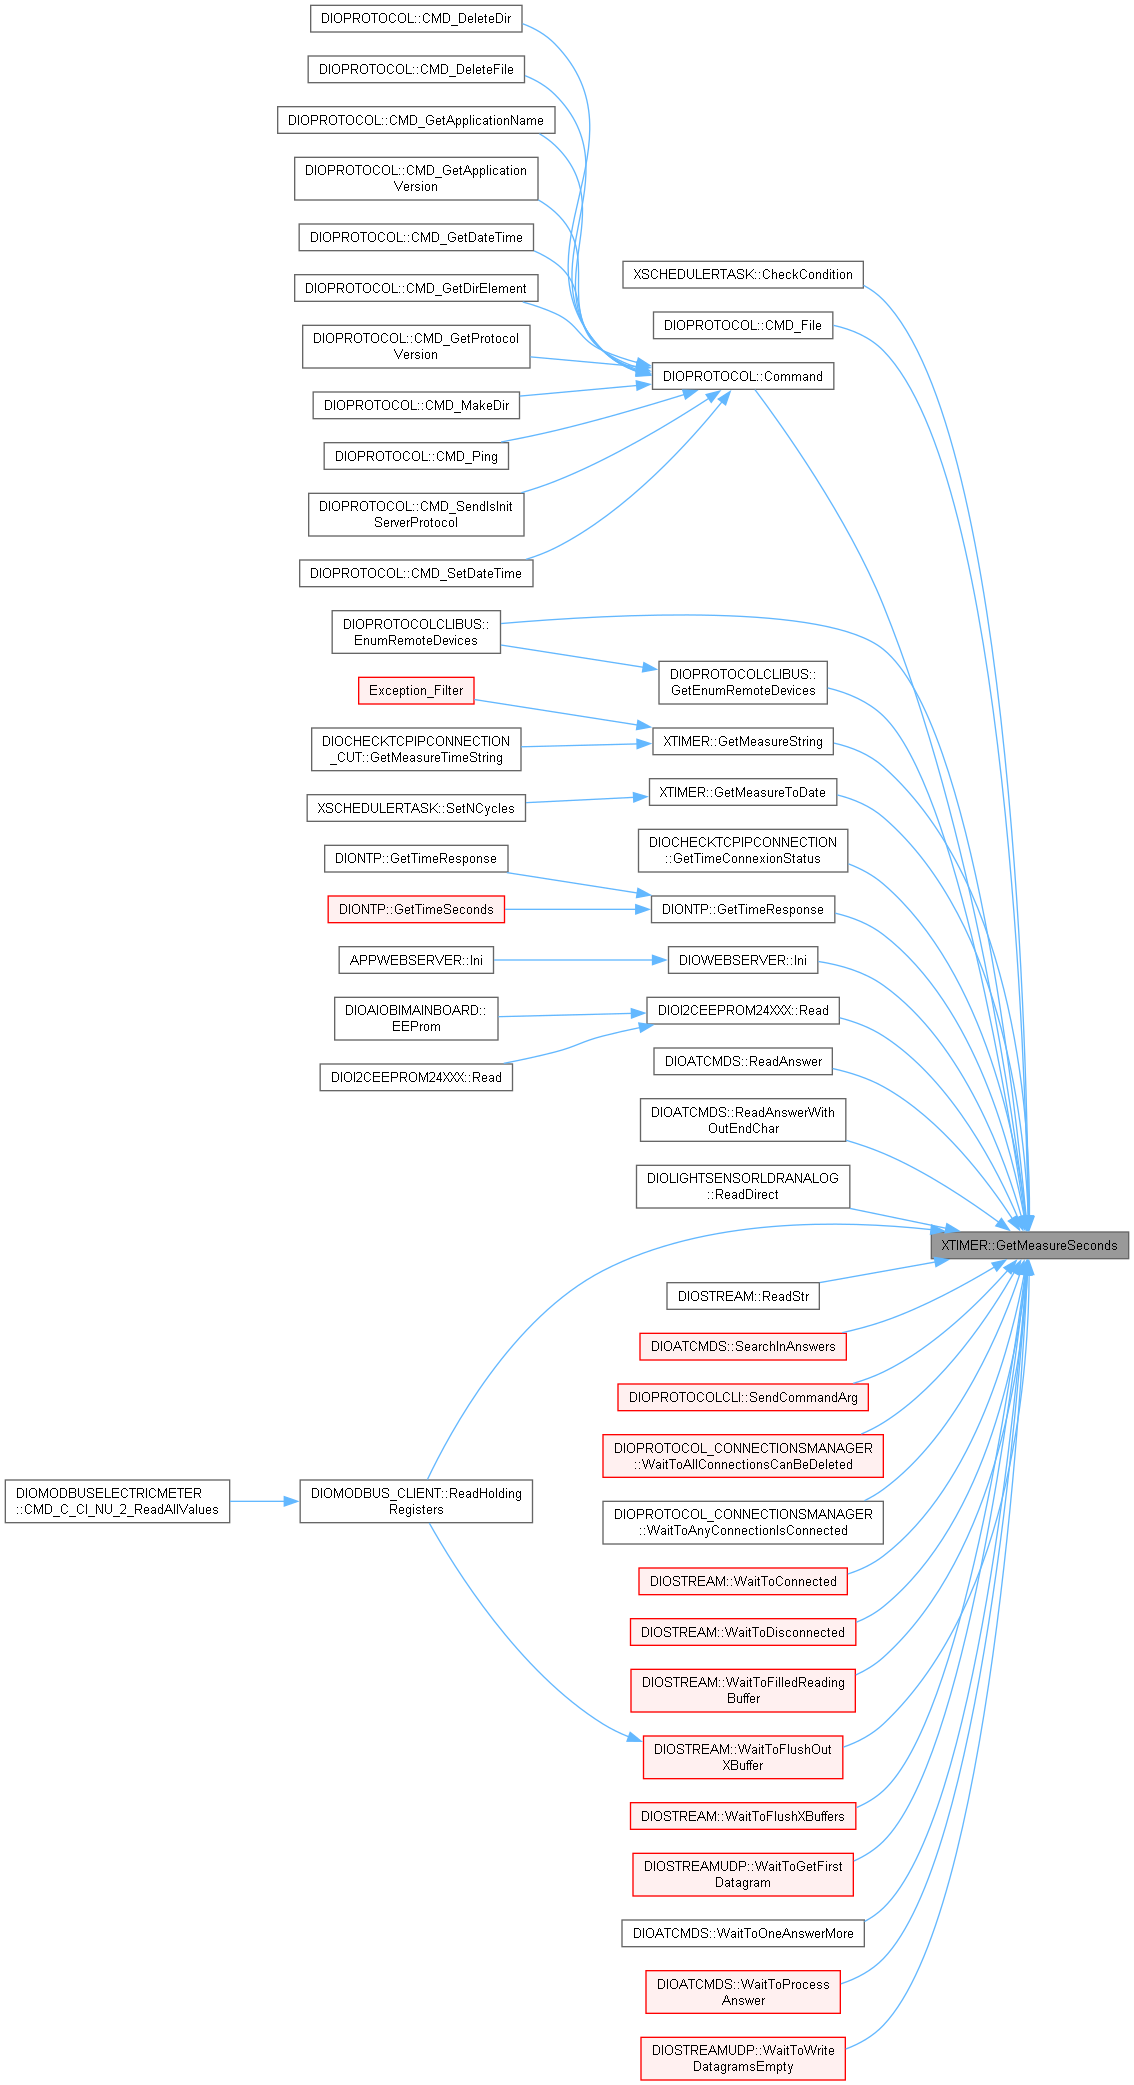 DIOPROTOCOL::CMD_DeleteDir
DIOPROTOCOL::CMD_DeleteFile
DIOPROTOCOL::CMD_GetApplicationName
DIOPROTOCOL::CMD_GetApplication
Version
DIOPROTOCOL::CMD_GetDateTime
DIOPROTOCOL::CMD_GetDirElement
DIOPROTOCOL::CMD_GetProtocol
Version
DIOPROTOCOL::CMD_MakeDir
DIOPROTOCOL::CMD_Ping
DIOPROTOCOL::CMD_SendIsInit
ServerProtocol
DIOPROTOCOL::CMD_SetDateTime
XSCHEDULERTASK::CheckCondition
DIOPROTOCOL::CMD_File
DIOPROTOCOL::Command
DIOPROTOCOLCLIBUS::
EnumRemoteDevices
DIOPROTOCOLCLIBUS::
GetEnumRemoteDevices
Exception_Filter
XTIMER::GetMeasureString
DIOCHECKTCPIPCONNECTION
_CUT::GetMeasureTimeString
XTIMER::GetMeasureToDate
XSCHEDULERTASK::SetNCycles
DIOCHECKTCPIPCONNECTION
::GetTimeConnexionStatus
DIONTP::GetTimeResponse
DIONTP::GetTimeSeconds
DIONTP::GetTimeResponse
APPWEBSERVER::Ini
DIOWEBSERVER::Ini
DIOAIOBIMAINBOARD::
EEProm
DIOI2CEEPROM24XXX::Read
DIOI2CEEPROM24XXX::Read
DIOATCMDS::ReadAnswer
DIOATCMDS::ReadAnswerWith
OutEndChar
DIOLIGHTSENSORLDRANALOG
::ReadDirect
XTIMER::GetMeasureSeconds
DIOSTREAM::ReadStr
DIOATCMDS::SearchInAnswers
DIOPROTOCOLCLI::SendCommandArg
DIOPROTOCOL_CONNECTIONSMANAGER
::WaitToAllConnectionsCanBeDeleted
DIOMODBUSELECTRICMETER
::CMD_C_CI_NU_2_ReadAllValues
DIOMODBUS_CLIENT::ReadHolding
Registers
DIOPROTOCOL_CONNECTIONSMANAGER
::WaitToAnyConnectionIsConnected
DIOSTREAM::WaitToConnected
DIOSTREAM::WaitToDisconnected
DIOSTREAM::WaitToFilledReading
Buffer
DIOSTREAM::WaitToFlushOut
XBuffer
DIOSTREAM::WaitToFlushXBuffers
DIOSTREAMUDP::WaitToGetFirst
Datagram
DIOATCMDS::WaitToOneAnswerMore
DIOATCMDS::WaitToProcess
Answer
DIOSTREAMUDP::WaitToWrite
DatagramsEmpty